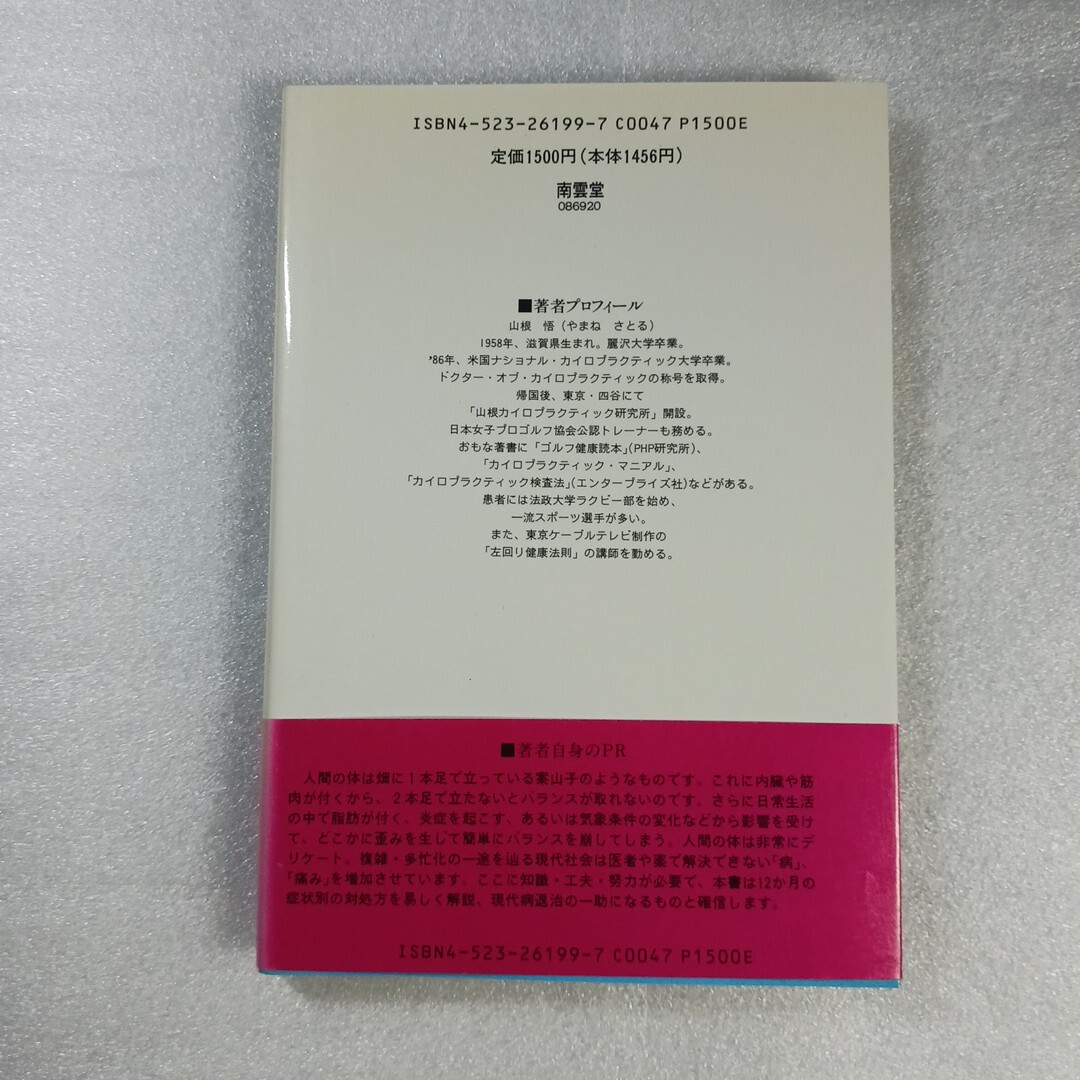 ISBN4-523-26199-7 C0047 P1500E
定価1500円(本体1456円)
南雲堂
086920
■著者プロフィール
山根 悟(やまね さとる)
1958年、滋賀県生まれ。麗沢大学卒業。
'86年、米国ナショナル・カイロプラクティック大学卒業。
ドクター・オブ・カイロプラクティックの称号を取得。
帰国後、東京・四谷にて
「山根カイロプラクティック研究所」開設。
日本女子プロゴルフ協会公認トレーナーも務める。
おもな著書に「ゴルフ健康読本」(PHP研究所)、
「カイロプラクティック・マニアル」、
「カイロプラクティック検査法」(エンタープライズ社)などがある。
患者には法政大学ラクビー部を始め、
一流スポーツ選手が多い。
また、東京ケーブルテレビ制作の
「左回り健康法則」の講師を勤める。
■著者自身のPR
人間の体は畑に1本足で立っている案山子のようなものです。これに内臓や筋
肉が付くから、2本足で立たないとバランスが取れないのです。さらに日常生活
の中で脂肪が付く、炎症を起こす、あるいは気象条件の変化などから影響を受け
て、どこかに歪みを生じて簡単にバランスを崩してしまう。人間の体は非常にデ
リケート。複雑・多忙化の一途を辿る現代社会は医者や薬で解決できない「病」、
「痛み」を増加させています。ここに知識・工夫・努力が必要で、本書は12か月の
症状別の対処方を易しく解説、現代病退治の一助になるものと確信します。
ISBN4-523-26199-7 C0047 P1500E